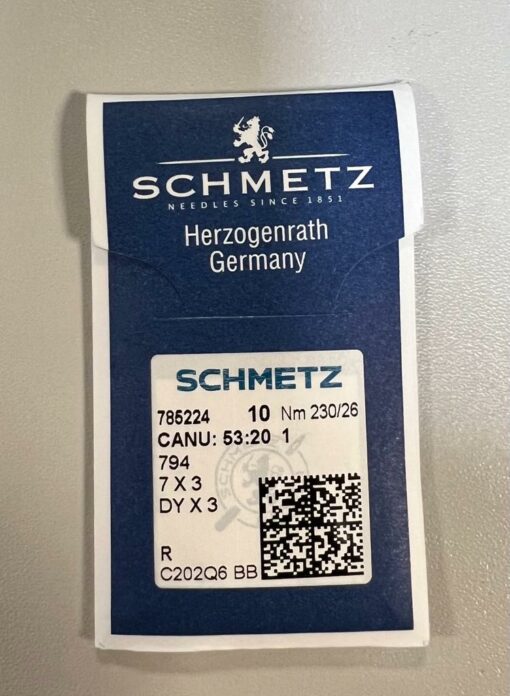 SCHMETZ
NEEDLES SINCE 1851
Herzogenrath
Germany
SCHMETZ
785224 10 Nm 230/26
CANU: 53:20 1
794
7 X 3
DY X 3
R
C202Q6 BB